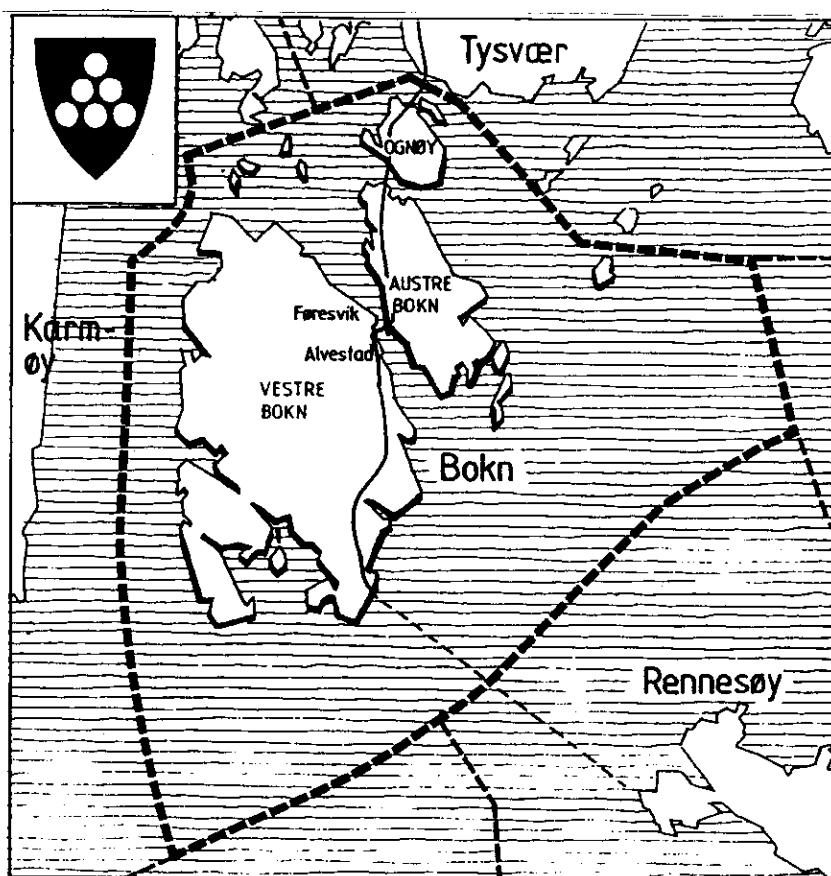 Tysvær
OGNØY
AUSTRE
BOKN
Karm-
øy
Føresvik
Alvestad
VESTRE
BOKN
Bokn
Rennesøy